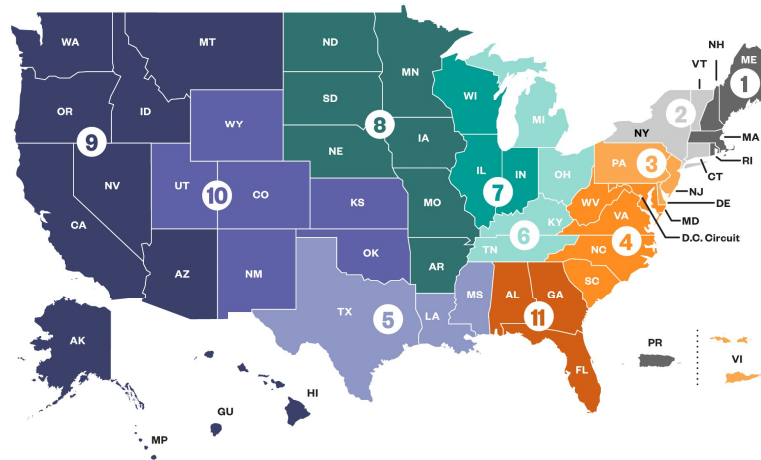 NH
WA
MT
ND
ME
VT
1
MN
WI
OR
ID
SD
2
MI
WY
8
NY
MA
9
IA
PA
3
RI
NE
CT
NV
UT
10
CO
IL
IN
OH
NJ
7
KS
MO
WV
DE
CA
VA
MD
KY
6
4
D.C. Circuit
TN
NC
OK
AZ
NM
AR
SC
MS
AL
GA
TX
5
LA
11
AK
PR
VI
FL
HI
GU
MP